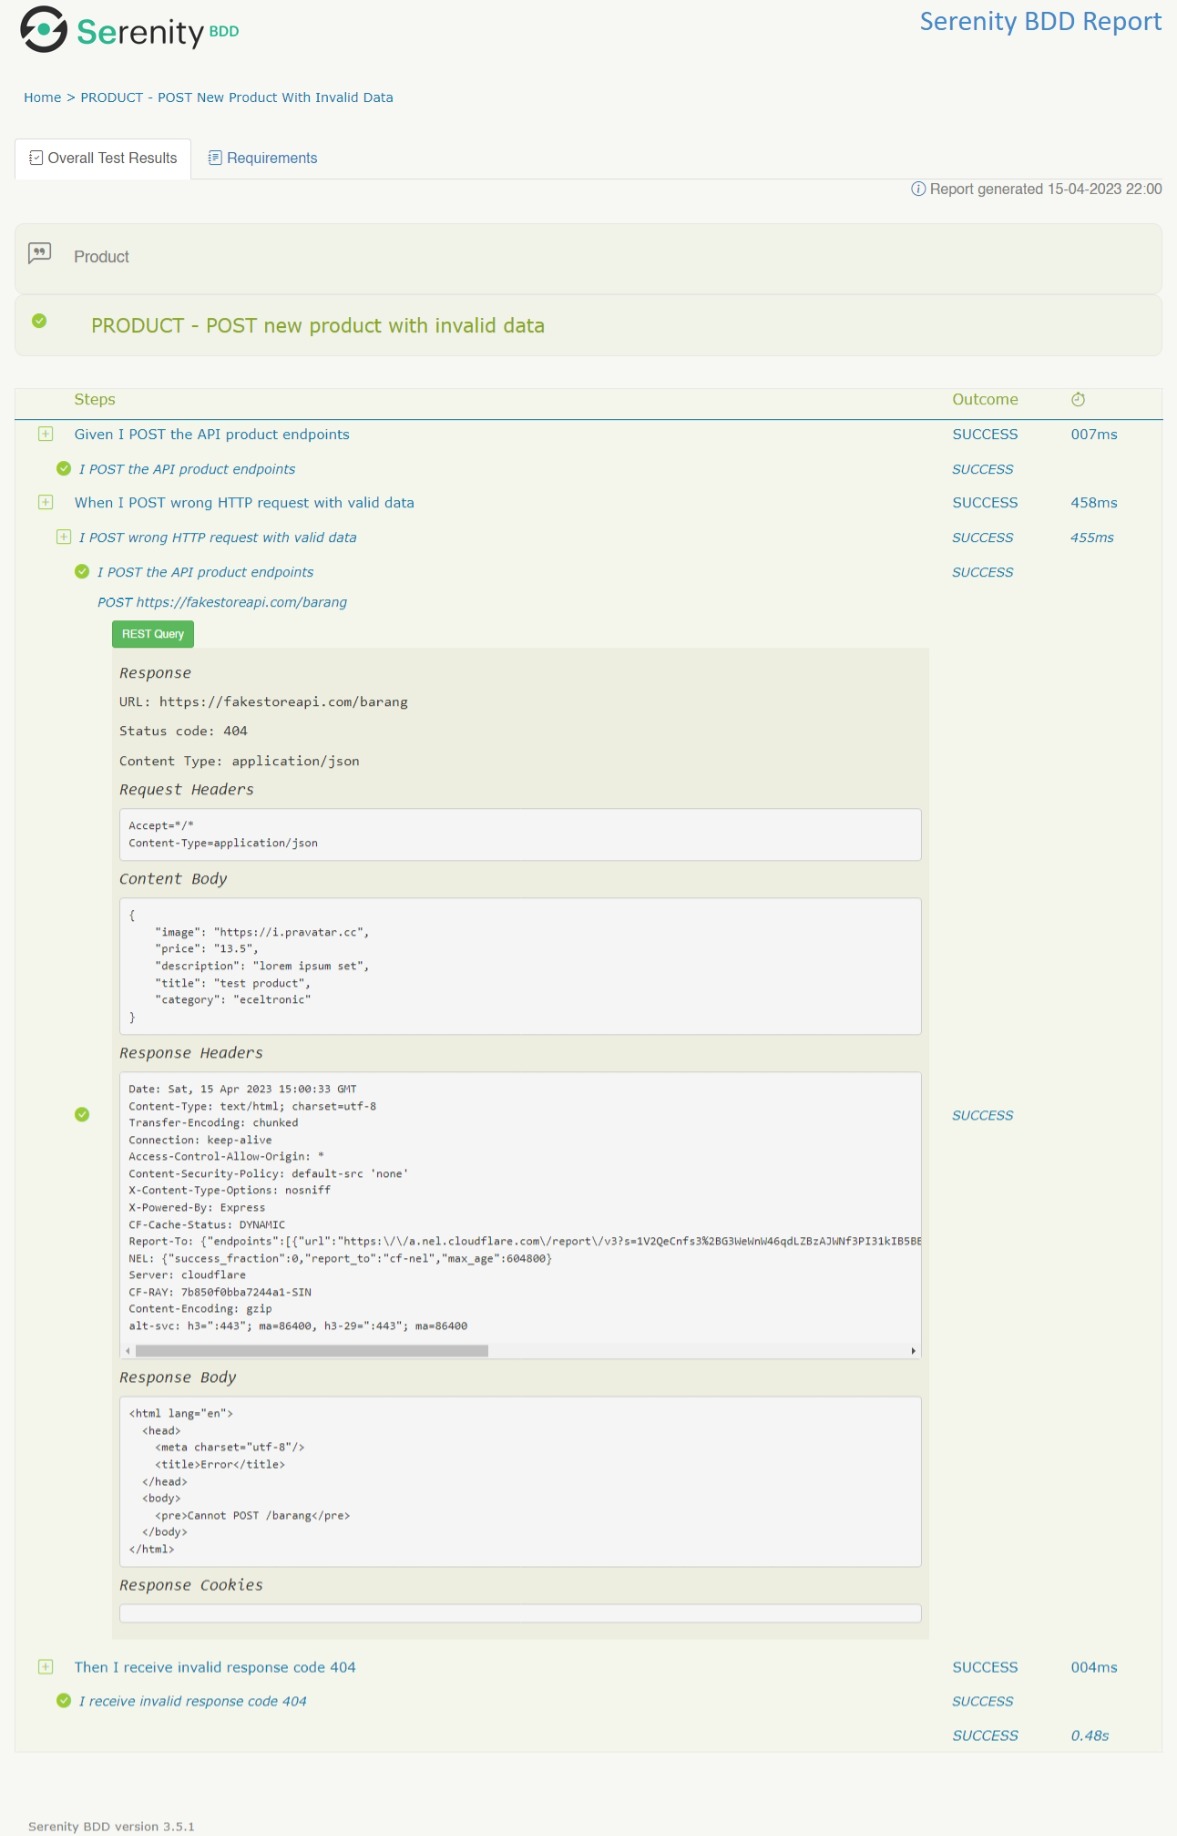 Serenity BDD
Serenity BDD Report
Home > PRODUCT - POST New Product With Invalid Data
Overall Test Results
Requirements
Report generated 15-04-2023 22:00
Product
PRODUCT - POST new product with invalid data
Steps Outcome
Given I POST the API product endpoints SUCCESS 007ms
I POST the API product endpoints SUCCESS
When I POST wrong HTTP request with valid data SUCCESS 458ms
I POST wrong HTTP request with valid data SUCCESS 455ms
I POST the API product endpoints SUCCESS
POST https://fakestoreapi.com/barang
REST Query
Response
URL: https://fakestoreapi.com/barang
Status code: 404
Content Type: application/json
Request Headers
Accept=*/*
Content-Type=application/json
Content Body
{
"image": "https://i.pravatar.cc",
"price": "13.5",
"description": "lorem ipsum set",
"title": "test product",
"category": "eceltronic"
}
Response Headers
Date: Sat, 15 Apr 2023 15:00:33 GMT
Content-Type: text/html; charset=utf-8
Transfer-Encoding: chunked
Connection: keep-alive
Access-Control-Allow-Origin: *
Content-Security-Policy: default-src 'none'
X-Content-Type-Options: nosniff
X-Powered-By: Express
CF-Cache-Status: DYNAMIC
Report-To: {"endpoints":[{"url":"https:\/\/a.nel.cloudflare.com\/report\/v3?s=1V2QeCnfs3%2BG3WeWnW46qdLZBzAJWNf3PI31kIB5BE
NEL: {"success_fraction":0,"report_to":"cf-nel","max_age":604800}
Server: cloudflare
CF-RAY: 7b850f0bba7244a1-SIN
Content-Encoding: gzip
alt-svc: h3=":443"; ma=86400, h3-29=":443"; ma=86400
SUCCESS
Response Body
<html lang="en">
<head>
<meta charset="utf-8"/>
<title>Error</title>
</head>
<body>
<pre>Cannot POST /barang</pre>
</body>
</html>
Response Cookies
Then I receive invalid response code 404 SUCCESS 004ms
I receive invalid response code 404 SUCCESS
SUCCESS 0.48s
Serenity BDD version 3.5.1